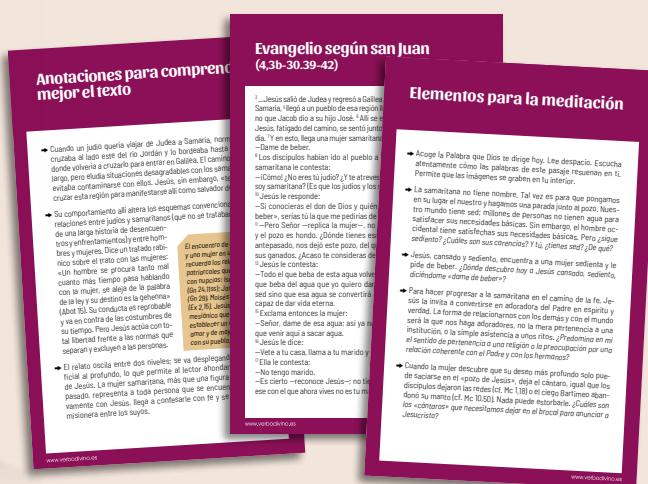 Anotaciones para comprend
mejor el texto
Cuando un judío quería viajar de Judea a Samaría, norm
cruzaba al lado este del río Jordán y lo bordeaba hasta
donde volvería a cruzarlo para entrar en Galilea. El camino
largo, pero eludía situaciones desagradables con los sama
evitaba contaminarse con ellos. Jesús, sin embargo, «te
cruzar esta región para manifestarse allí como salvador d
Su comportamiento allí altera los esquemas convenciona
relaciones entre judíos y samaritanos (que no se trataba
de una larga historia de desencuen-
tros y enfrentamientos) y entre hom-
bres y mujeres. Dice un tratado rabí-
nico sobre el trato con las mujeres:
«Un hombre se procura tanto mal
cuanto más tiempo pasa hablando
con la mujer, se aleja de la palabra
de la ley y su destino es la gehenna»
(Abot 15). Su conducta es reprobable
y va en contra de las costumbres de
su tiempo. Pero Jesús actúa con to-
tal libertad frente a las normas que
separan y excluyen a las personas.
El encuentro de
y una mujer en
recuerda los rel
patriarcales que
con nupcias: Isa
(Gn 24,11ss); Ja
(Gn 29). Moisés
(Ex 2,15). Jesús
mesiánico que
establecer un
amor y de mo
con su pueblo.
El relato oscila entre dos niveles; se va desplegand
ficial al profundo, lo que permite al lector ahondar
de Jesús. La mujer samaritana, más que una figura
pasado, representa a toda persona que se encuen
vamente con Jesús, llega a confesarle con fe y se
misionera entre los suyos.
www.verbodivino.es
Evangelio según san Juan
(4,3b-30.39-42)
3 ...Jesús salió de Judea y regresó a Galilea.
Samaría, 5llegó a un pueblo de esa región ll
no que Jacob dio a su hijo José. 6Allí se e
Jesús, fatigado del camino, se sentó junto
día. 7Y en esto, llega una mujer samaritana
–Dame de beber.
8 Los discípulos habían ido al pueblo a
samaritana le contesta:
–¡Cómo! ¿No eres tú judío? ¿Y te atreves
soy samaritana? (Es que los judíos y los s
10 Jesús le responde:
–Si conocieras el don de Dios y quién
beber», serías tú la que me pedirías de
–Pero Señor –replica la mujer–, no
y el pozo es hondo. ¿Dónde tienes es
antepasado, nos dejó este pozo, del q
sus ganados. ¿Acaso te consideras de
13 Jesús le contesta:
–Todo el que beba de esta agua volve
que beba del agua que yo quiero dar
sed sino que esa agua se convertirá
capaz de dar vida eterna.
15 Exclama entonces la mujer:
–Señor, dame de esa agua; así ya n
que venir aquí a sacar agua.
16 Jesús le dice:
–Vete a tu casa, llama a tu marido y
17 Ella le contesta:
–No tengo marido.
–Es cierto –reconoce Jesús–; no tie
ese con el que ahora vives no es tu m
www.verbodivino.es
Elementos para la meditación
Acoge la Palabra que Dios te dirige hoy. Lee despacio. Escucha
atentamente cómo las palabras de este pasaje resuenan en ti.
Permite que las imágenes se graben en tu interior.
La samaritana no tiene nombre. Tal vez es para que pongamos
en su lugar el nuestro y hagamos una parada junto al pozo. Nues-
tro mundo tiene sed; millones de personas no tienen agua para
satisfacer sus necesidades básicas. Sin embargo, el hombre oc-
cidental tiene satisfechas sus necesidades básicas. Pero ¿sigue
sediento? ¿Cuáles son sus carencias? Y tú, ¿tienes sed? ¿De qué?
Jesús, cansado y sediento, encuentra a una mujer sedienta y le
pide de beber. ¿Dónde descubro hoy a Jesús cansado, sediento,
diciéndome «dame de beber»?
Para hacer progresar a la samaritana en el camino de la fe, Je-
sús la invita a convertirse en adoradora del Padre en espíritu y
verdad. La forma de relacionarnos con los demás y con el mundo
será la que nos haga adoradores, no la mera pertenencia a una
institución, o la simple asistencia a unos ritos. ¿Predomina en mí
el sentido de pertenencia a una religión o la preocupación por una
relación coherente con el Padre y con los hermanos?
Cuando la mujer descubre que su deseo más profundo solo pue-
de saciarse en el «pozo de Jesús», deja el cántaro, igual que los
discípulos dejaron las redes (cf. Mc 1,18) o el ciego Bartimeo aban-
donó su manto (cf. Mc 10,50). Nada puede estorbarle. ¿Cuáles son
los «cántaros» que necesitamos dejar en el brocal para anunciar a
Jesucristo?
www.verbodivino.es